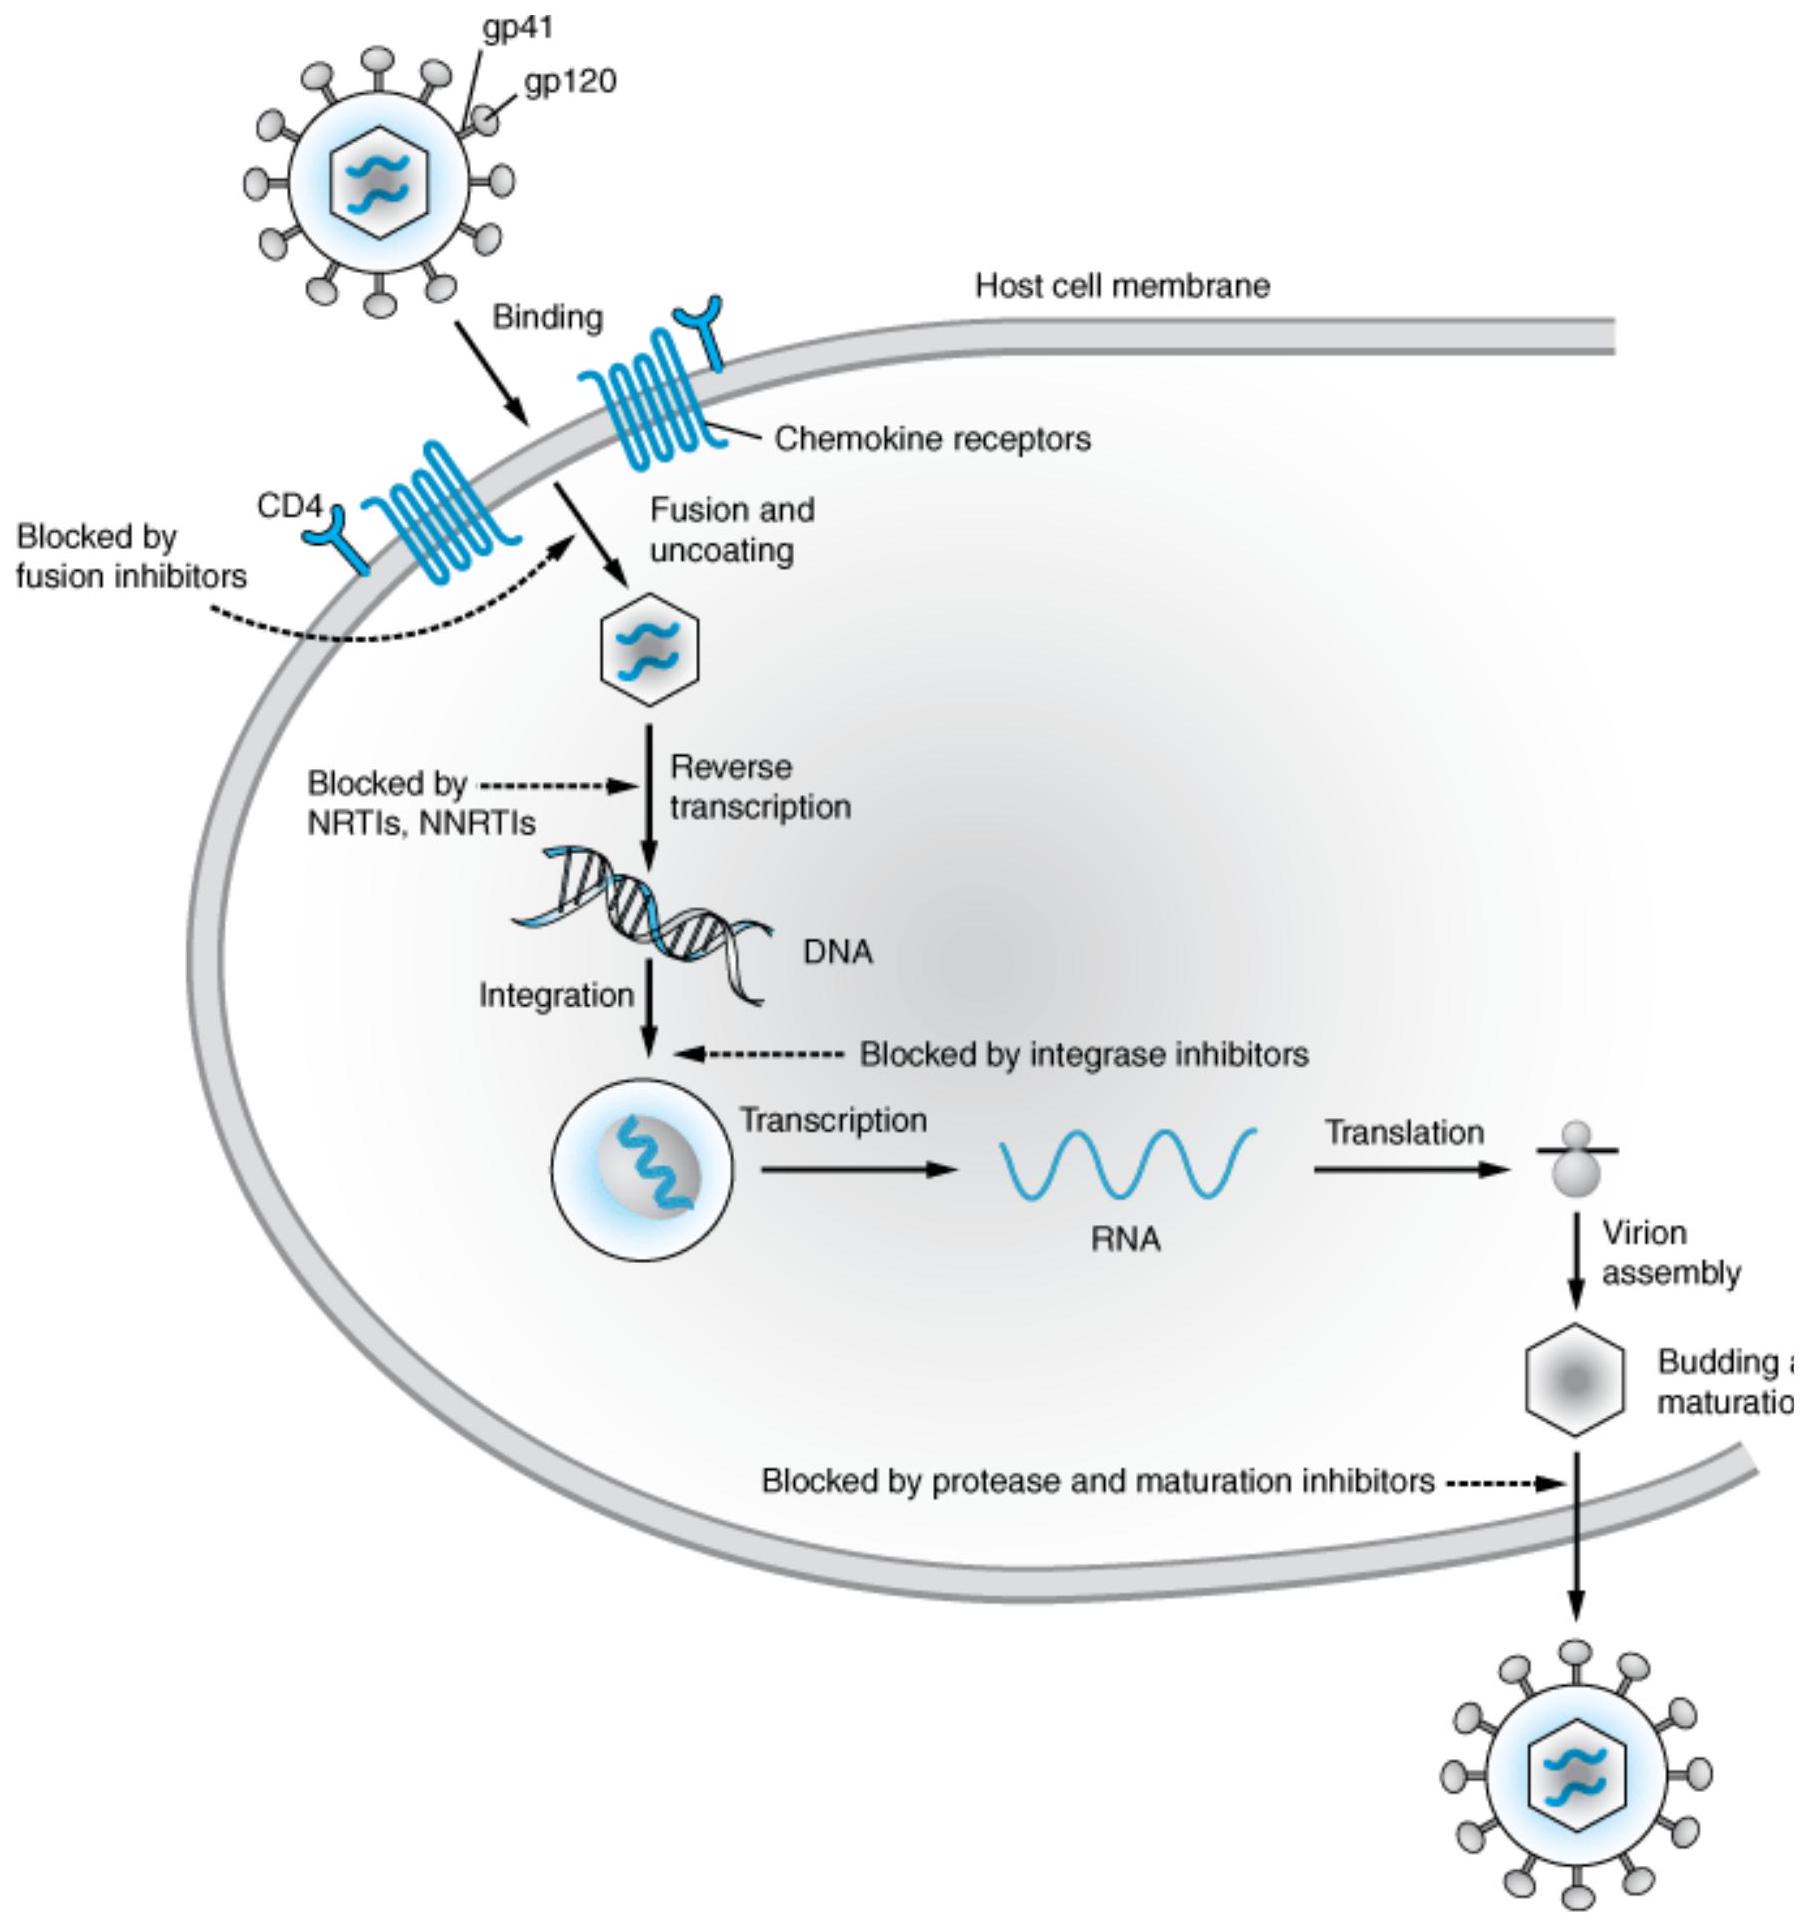 gp41
gp120
Binding
Host cell membrane
Chemokine receptors
CD4
Blocked by
fusion inhibitors
Fusion and
uncoating
Blocked by
NRTIs, NNRTIs
Reverse
transcription
DNA
Integration
Blocked by integrase inhibitors
Transcription
RNA
Translation
Virion
assembly
Budding
maturatio
Blocked by protease and maturation inhibitors